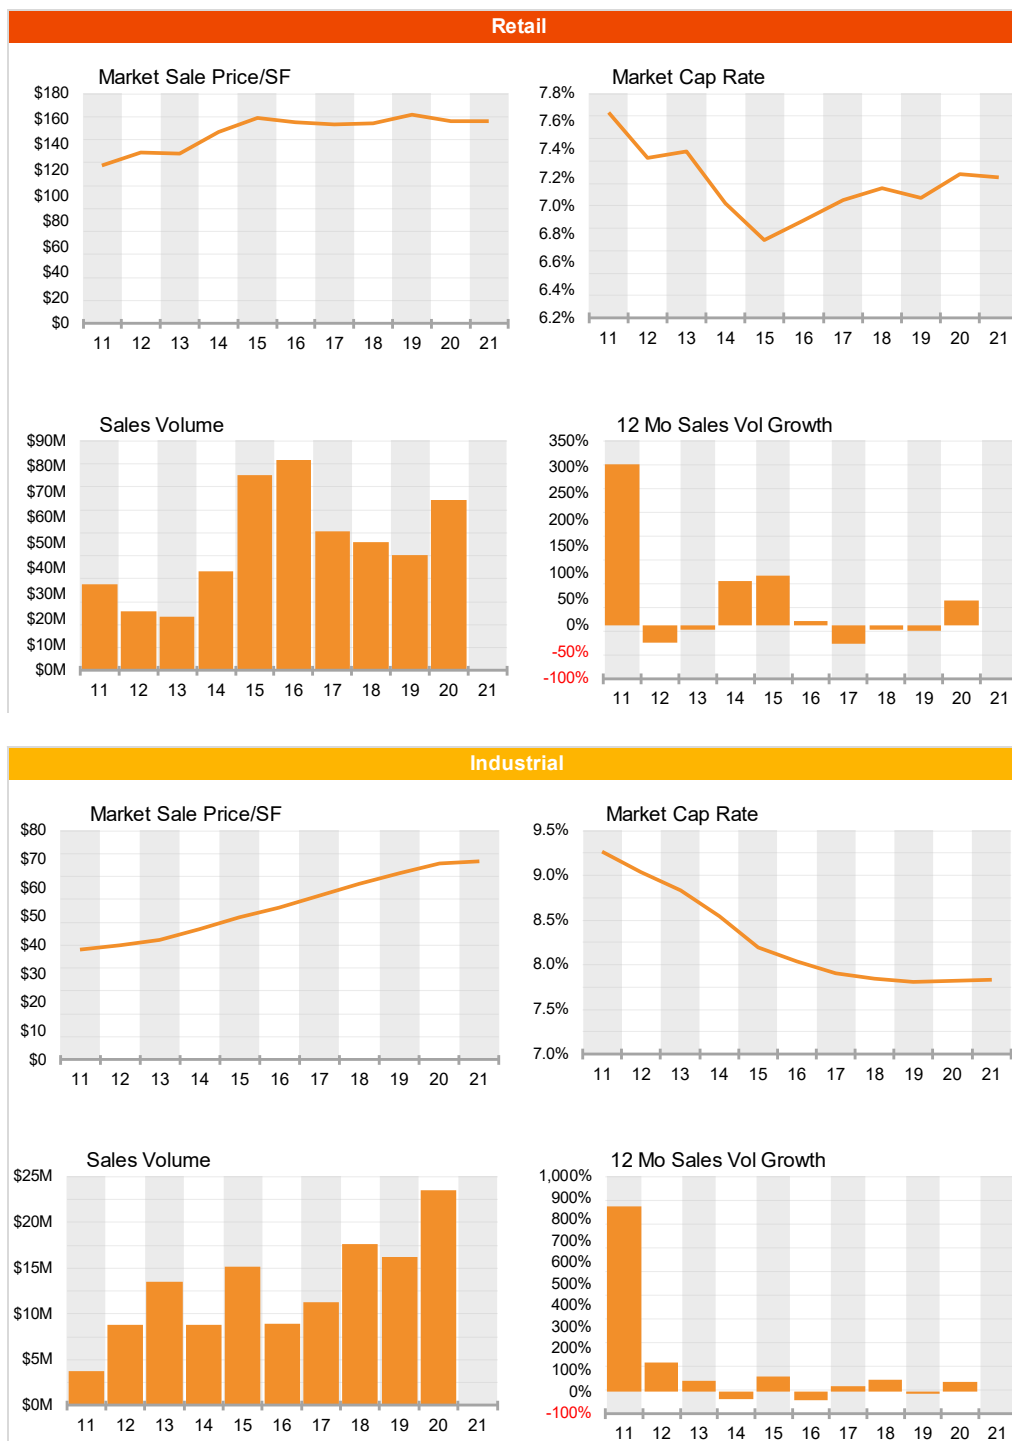 Retail
Market Sale Price/SF
$180
$160
$140
$120
$100
$80
$60
$40
$20
$0
11 12 13 14 15 16 17 18 19 20 21
Market Cap Rate
7.8%
7.6%
7.4%
7.2%
7.0%
6.8%
6.6%
6.4%
6.2%
11 12 13 14 15 16 17 18 19 20 21
Sales Volume
$90M
$80M
$70M
$60M
$50M
$40M
$30M
$20M
$10M
$0M
11 12 13 14 15 16 17 18 19 20 21
12 Mo Sales Vol Growth
350%
300%
250%
200%
150%
100%
50%
0%
-50%
-100%
11 12 13 14 15 16 17 18 19 20 21
Industrial
Market Sale Price/SF
$80
$70
$60
$50
$40
$30
$20
$10
$0
11 12 13 14 15 16 17 18 19 20 21
Market Cap Rate
9.5%
9.0%
8.5%
8.0%
7.5%
7.0%
11 12 13 14 15 16 17 18 19 20 21
Sales Volume
$25M
$20M
$15M
$10M
$5M
$0M
11 12 13 14 15 16 17 18 19 20 21
12 Mo Sales Vol Growth
1,000%
900%
800%
700%
600%
500%
400%
300%
200%
100%
0%
-100%
11 12 13 14 15 16 17 18 19 20 21